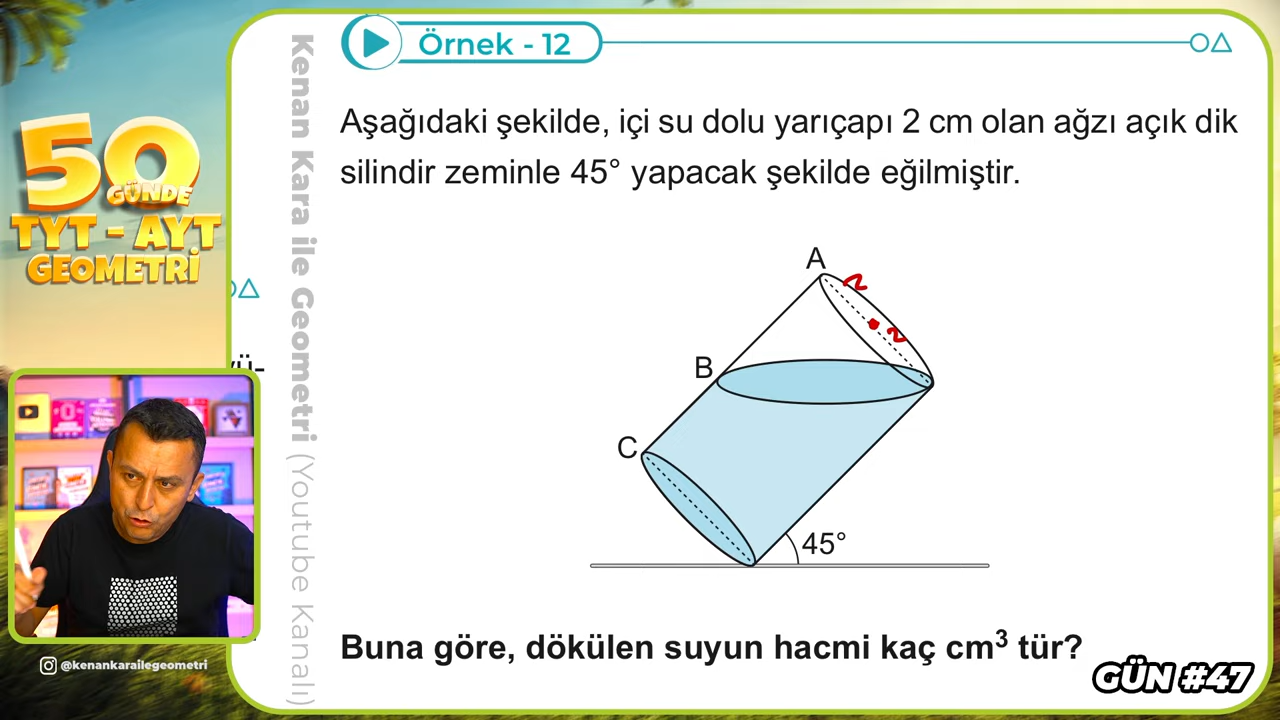 50
GÜNDE
TYT - AYT
GEOMETRİ
Kenan Kara ile Geometri (Youtube Kanalı)
Örnek - 12
Aşağıdaki şekilde, içi su dolu yarıçapı 2 cm olan ağzı açık dik
silindir zeminle 45° yapacak şekilde eğilmiştir.
A
2
2
B
C
45°
Buna göre, dökülen suyun hacmi kaç cm³ tür?
@kenankarailegeometri
GÜN #47